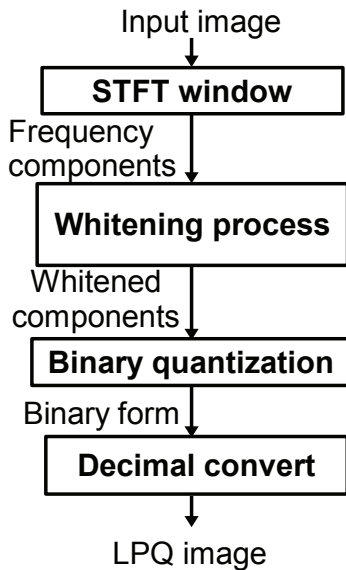 Input image
STFT window
Frequency
components
Whitening process
Whitened
components
Binary quantization
Binary form
Decimal convert
LPQ image